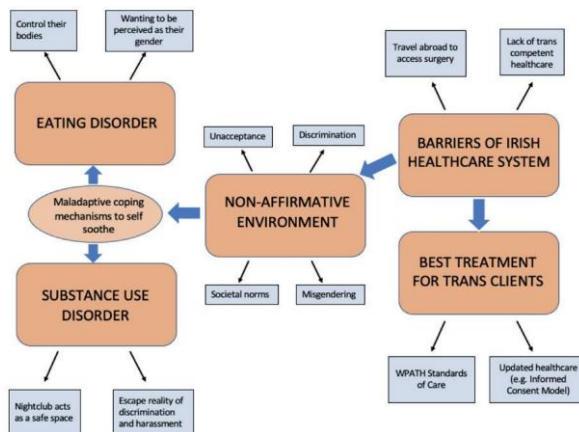 Control their
bodies
Wanting to be
perceived as their
gender
EATING DISORDER
Maladaptive coping
mechanisms to self
soothe
SUBSTANCE USE
DISORDER
Nightclub acts
as a safe space
Escape reality of
discrimination
and harassment
Unacceptance
Discrimination
NON-AFFIRMATIVE
ENVIRONMENT
Societal norms
Misgendering
Travel abroad to
access surgery
Lack of trans
competent
healthcare
BARRIERS OF IRISH
HEALTHCARE SYSTEM
BEST TREATMENT
FOR TRANS CLIENTS
WPATH Standards
of Care
Updated healthcare
(e.g. Informed
Consent Model)